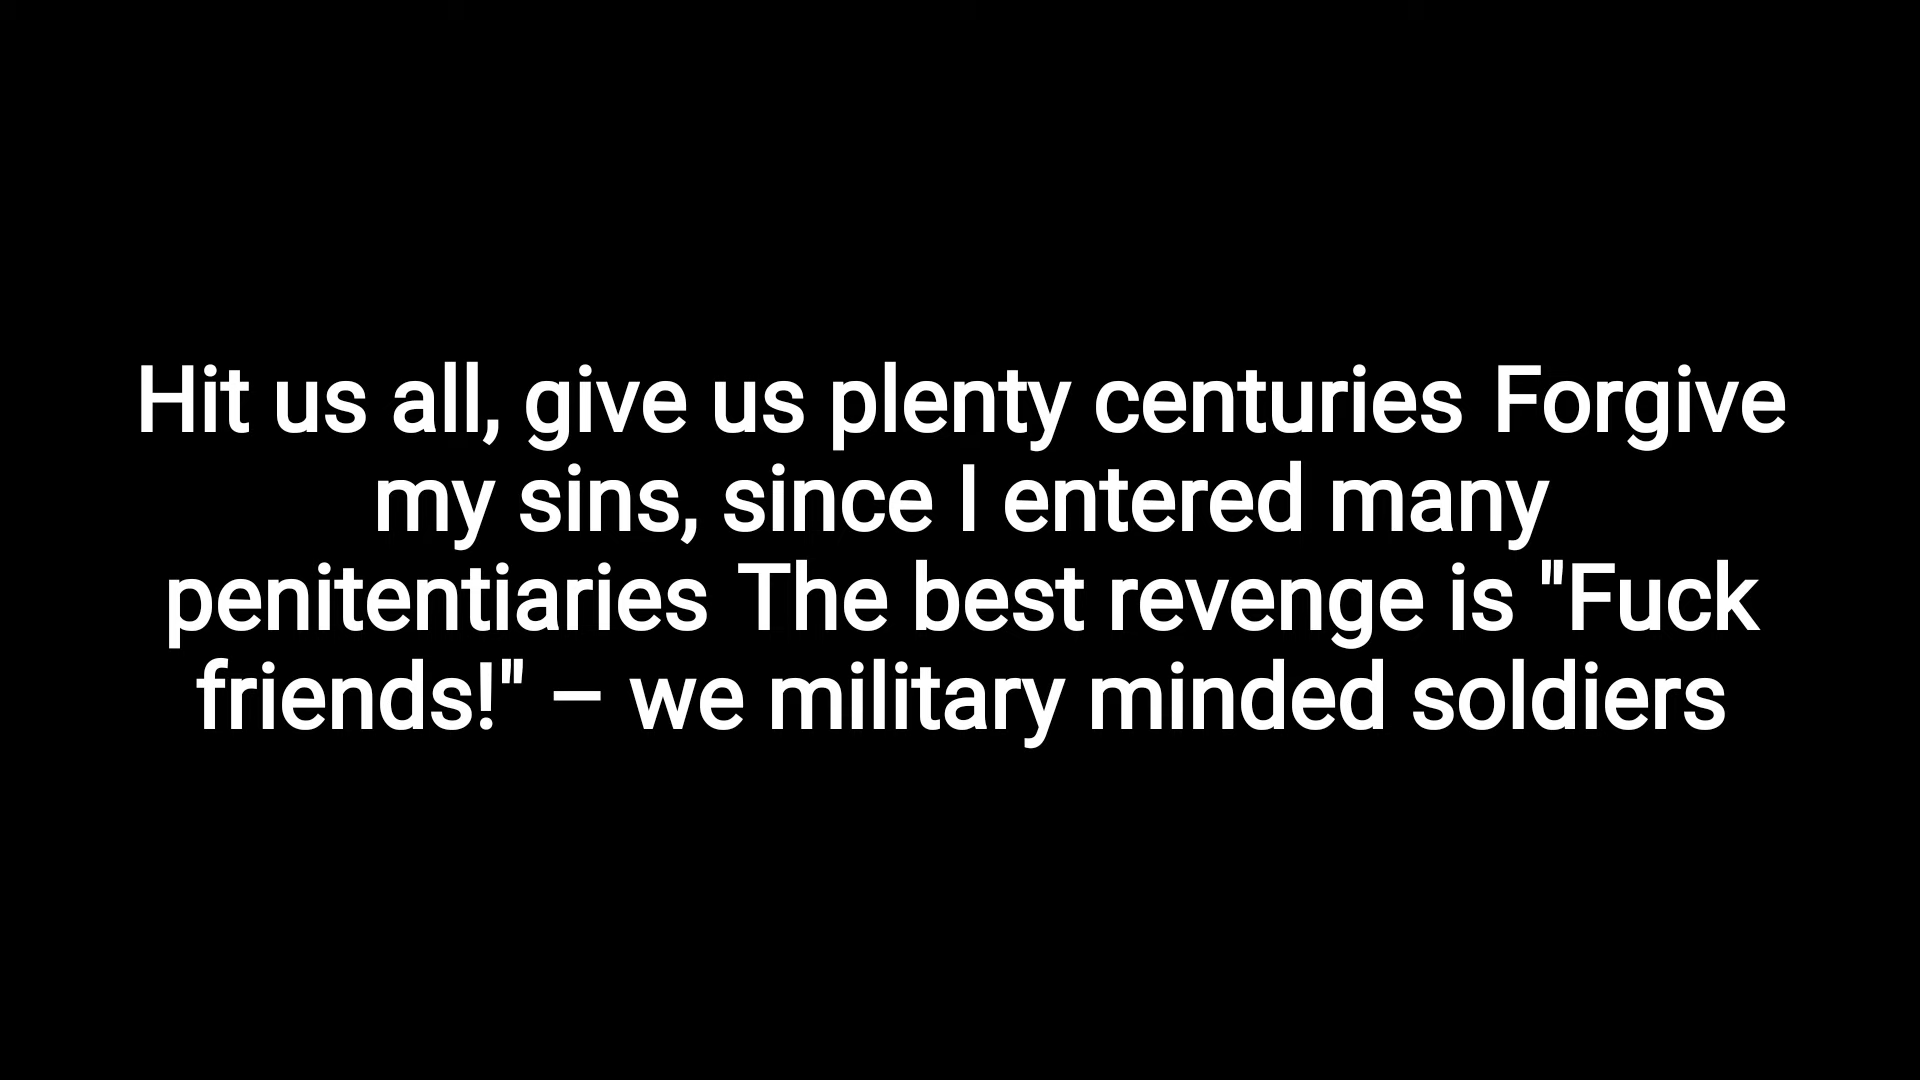 Hit us all, give us plenty centuries Forgive
my sins, since I entered many
penitentiaries The best revenge is "Fuck
friends!" – we military minded soldiers